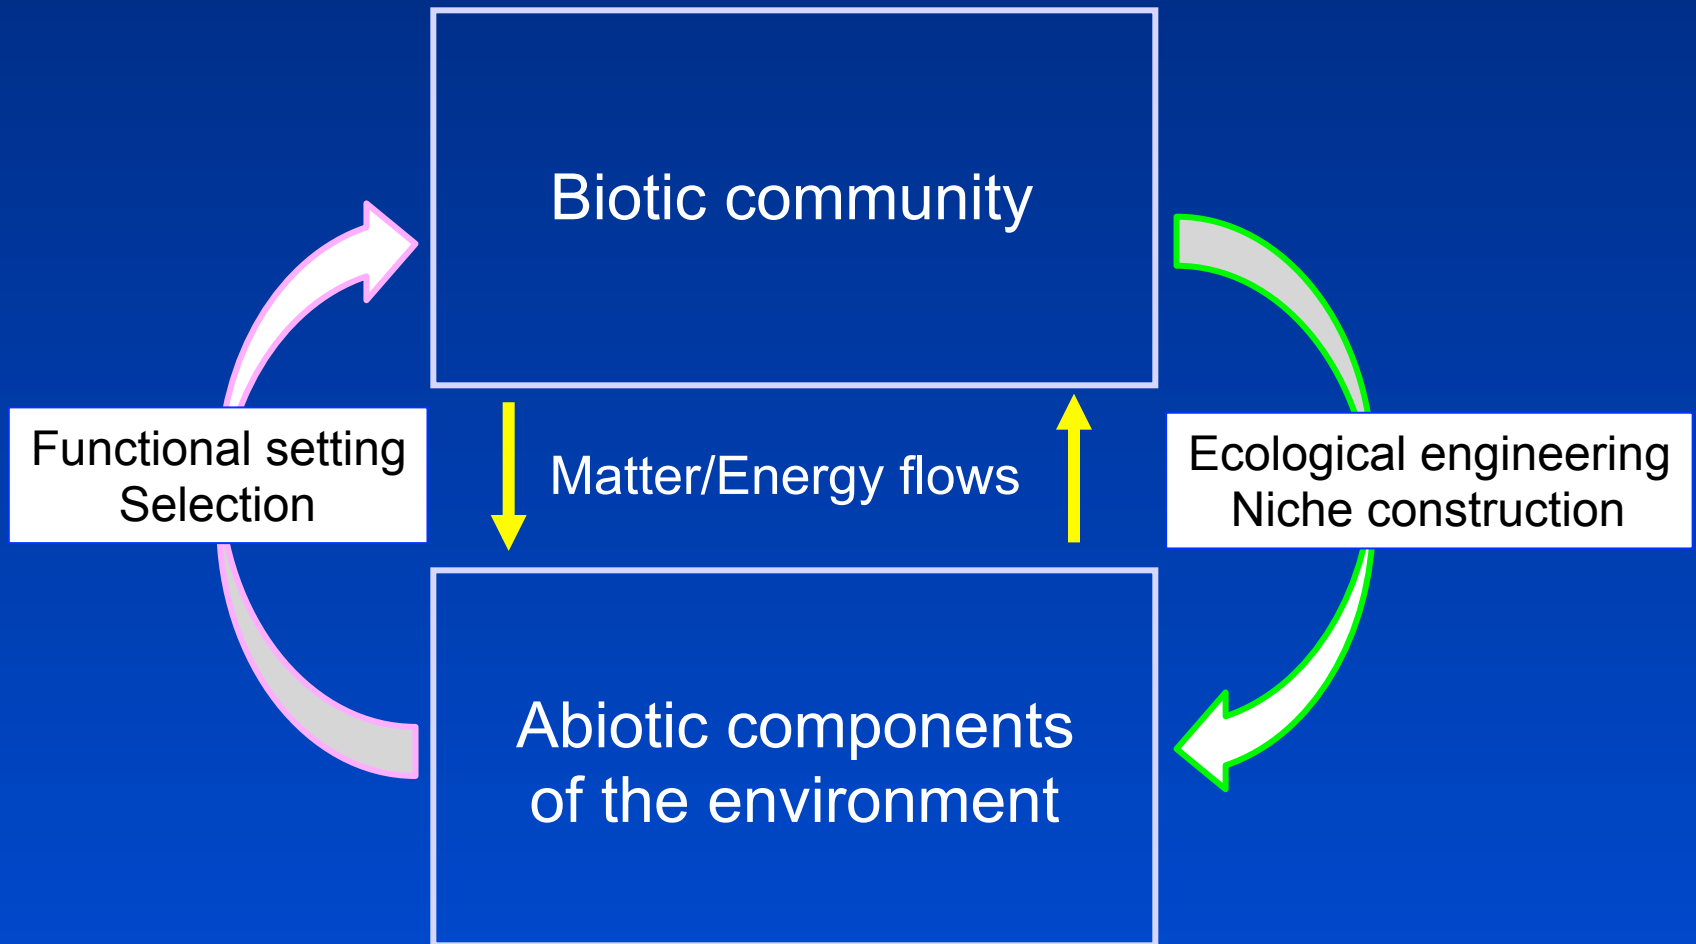 Biotic community
Functional setting
Selection
Matter/Energy flows
Ecological engineering
Niche construction
Abiotic components
of the environment